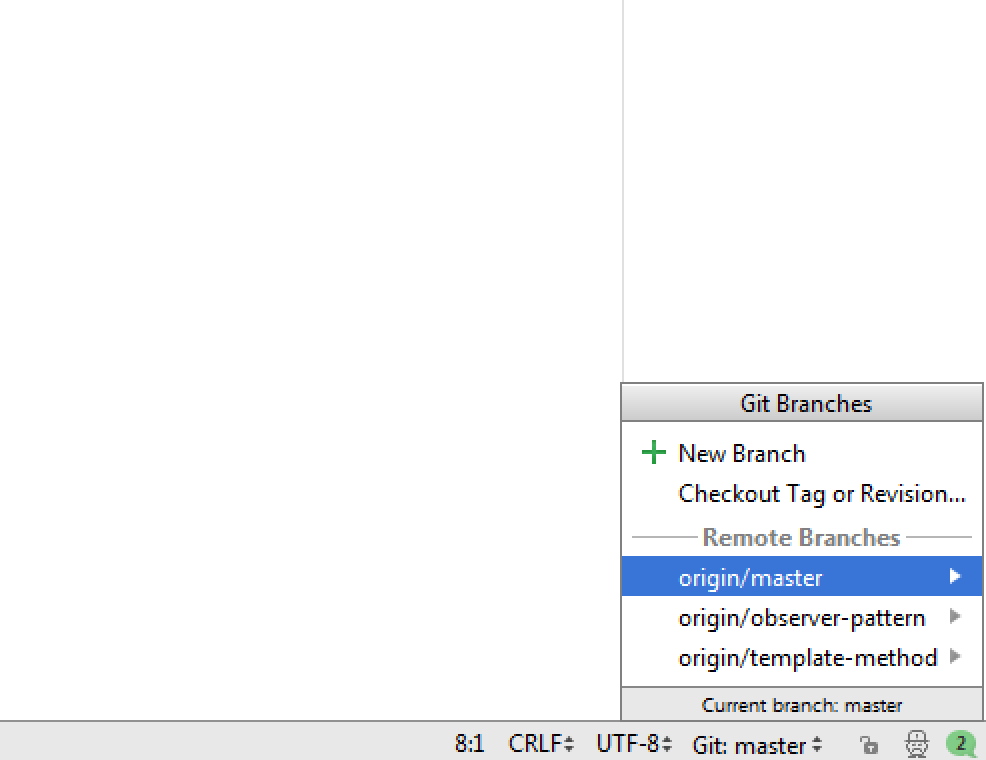 Git Branches
New Branch
Checkout Tag or Revision...
Remote Branches
origin/master
origin/observer-pattern
origin/template-method
Current branch: master
8:1 CRLF UTF-8 Git: master 2